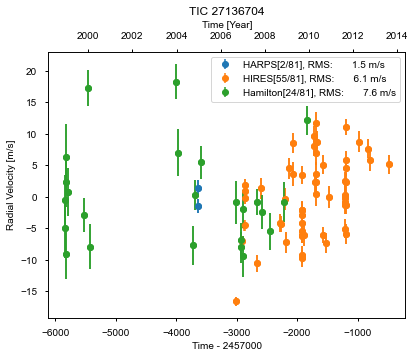 TIC 27136704
Time [Year]
2000 2002 2004 2006 2008 2010 2012 2014
HARPS[2/81], RMS: 1.5 m/s
HIRES[55/81], RMS: 6.1 m/s
Hamilton[24/81], RMS: 7.6 m/s
Radial Velocity [m/s]
20
15
10
5
0
−5
−10
−15
−6000 −5000 −4000 −3000 −2000 −1000
Time - 2457000